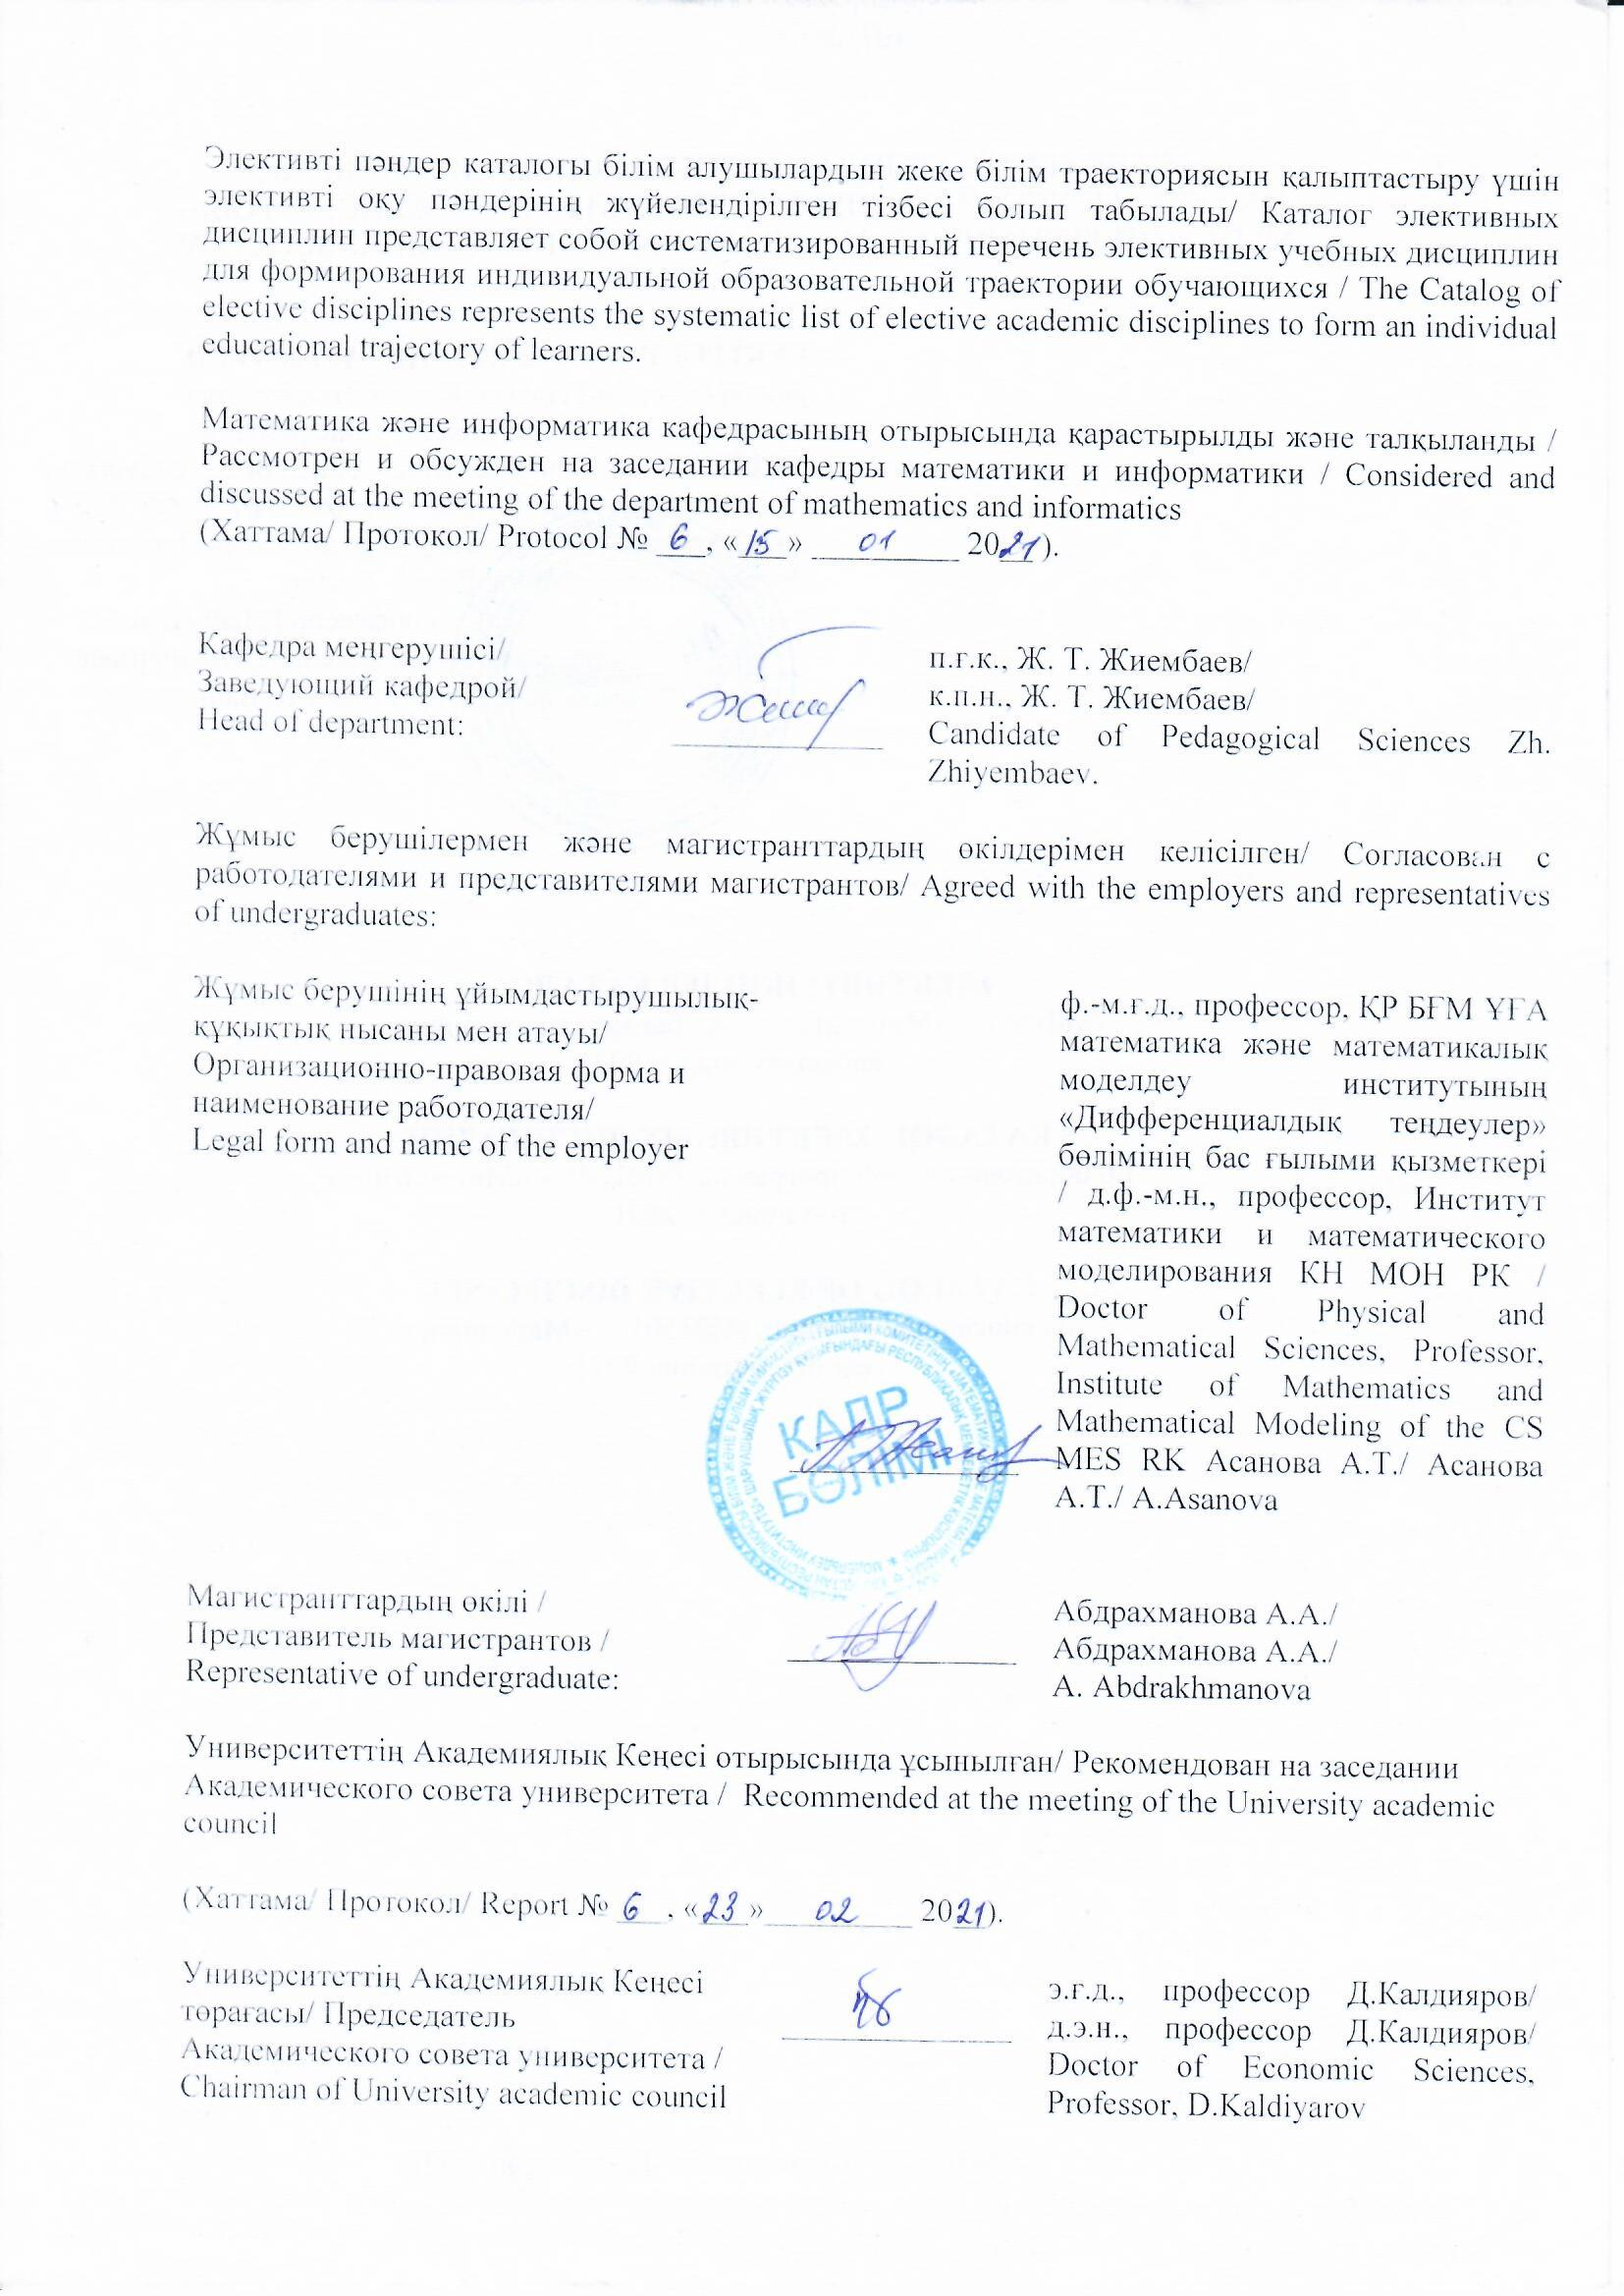 Элективті пәндер каталогы білім алушылардын жеке білім траекториясын қалыптастыру үшін
элективті оқу пәндерінің жүйелендірілген тізбесі болып табылады/ Каталог элективных
дисциплин представляет собой систематизированный перечень элективных учебных дисциплин
для формирования индивидуальной образовательной траектории обучающихся / The Catalog of
elective disciplines represents the systematic list of elective academic disciplines to form an individual
educational trajectory of learners.
Математика және информатика кафедрасының отырысында қарастырылды және талқыланды /
Рассмотрен и обсужден на заседании кафедры математики и информатики / Considered and
discussed at the meeting of the department of mathematics and informatics
(Хаттама/ Протокол/ Protocol № 6, «15» 01 2021).
Кафедра меңгерушісі/
Заведующий кафедрой/
Head of department:
п.ғ.к., Ж. Т. Жиембаев/
к.п.н., Ж. Т. Жиембаев/
Candidate of Pedagogical Sciences Zh.
Zhiyembaev.
Жұмыс берушілермен және магистранттардың өкілдерімен келісілген/ Согласован с
работодателями и представителями магистрантов/ Agreed with the employers and representatives
of undergraduates:
Жұмыс берушінің ұйымдастырушылық-
құқықтық нысаны мен атауы/
Организационно-правовая форма и
наименование работодателя/
Legal form and name of the employer
ф.-м.ғ.д., профессор, ҚР БҒМ ҰҒА
математика және математикалық
моделдеу институтының
«Дифференциалдық теңдеулер»
бөлімінің бас ғылыми қызметкері
/ д.ф.-м.н., профессор, Институт
математики и математического
моделирования КН МОН РК /
Doctor of Physical and
Mathematical Sciences, Professor,
Institute of Mathematics and
Mathematical Modeling of the CS
MES RK Асанова А.Т./ Асанова
А.Т./ A.Asanova
КАДР
БӨЛІМІ
Магистранттардың өкілі /
Представитель магистрантов /
Representative of undergraduate:
Абдрахманова А.А./
Абдрахманова А.А./
A. Abdrakhmanova
Университеттің Академиялық Кеңесі отырысында ұсынылған/ Рекомендован на заседании
Академического совета университета / Recommended at the meeting of the University academic
council
(Хаттама/ Протокол/ Report № 6, «23» 02 2021).
Университеттің Академиялық Кеңесі
төрағасы/ Председатель
Академического совета университета /
Chairman of University academic council
э.ғ.д., профессор Д.Калдияров/
д.э.н., профессор Д.Калдияров/
Doctor of Economic Sciences,
Professor, D.Kaldiyarov